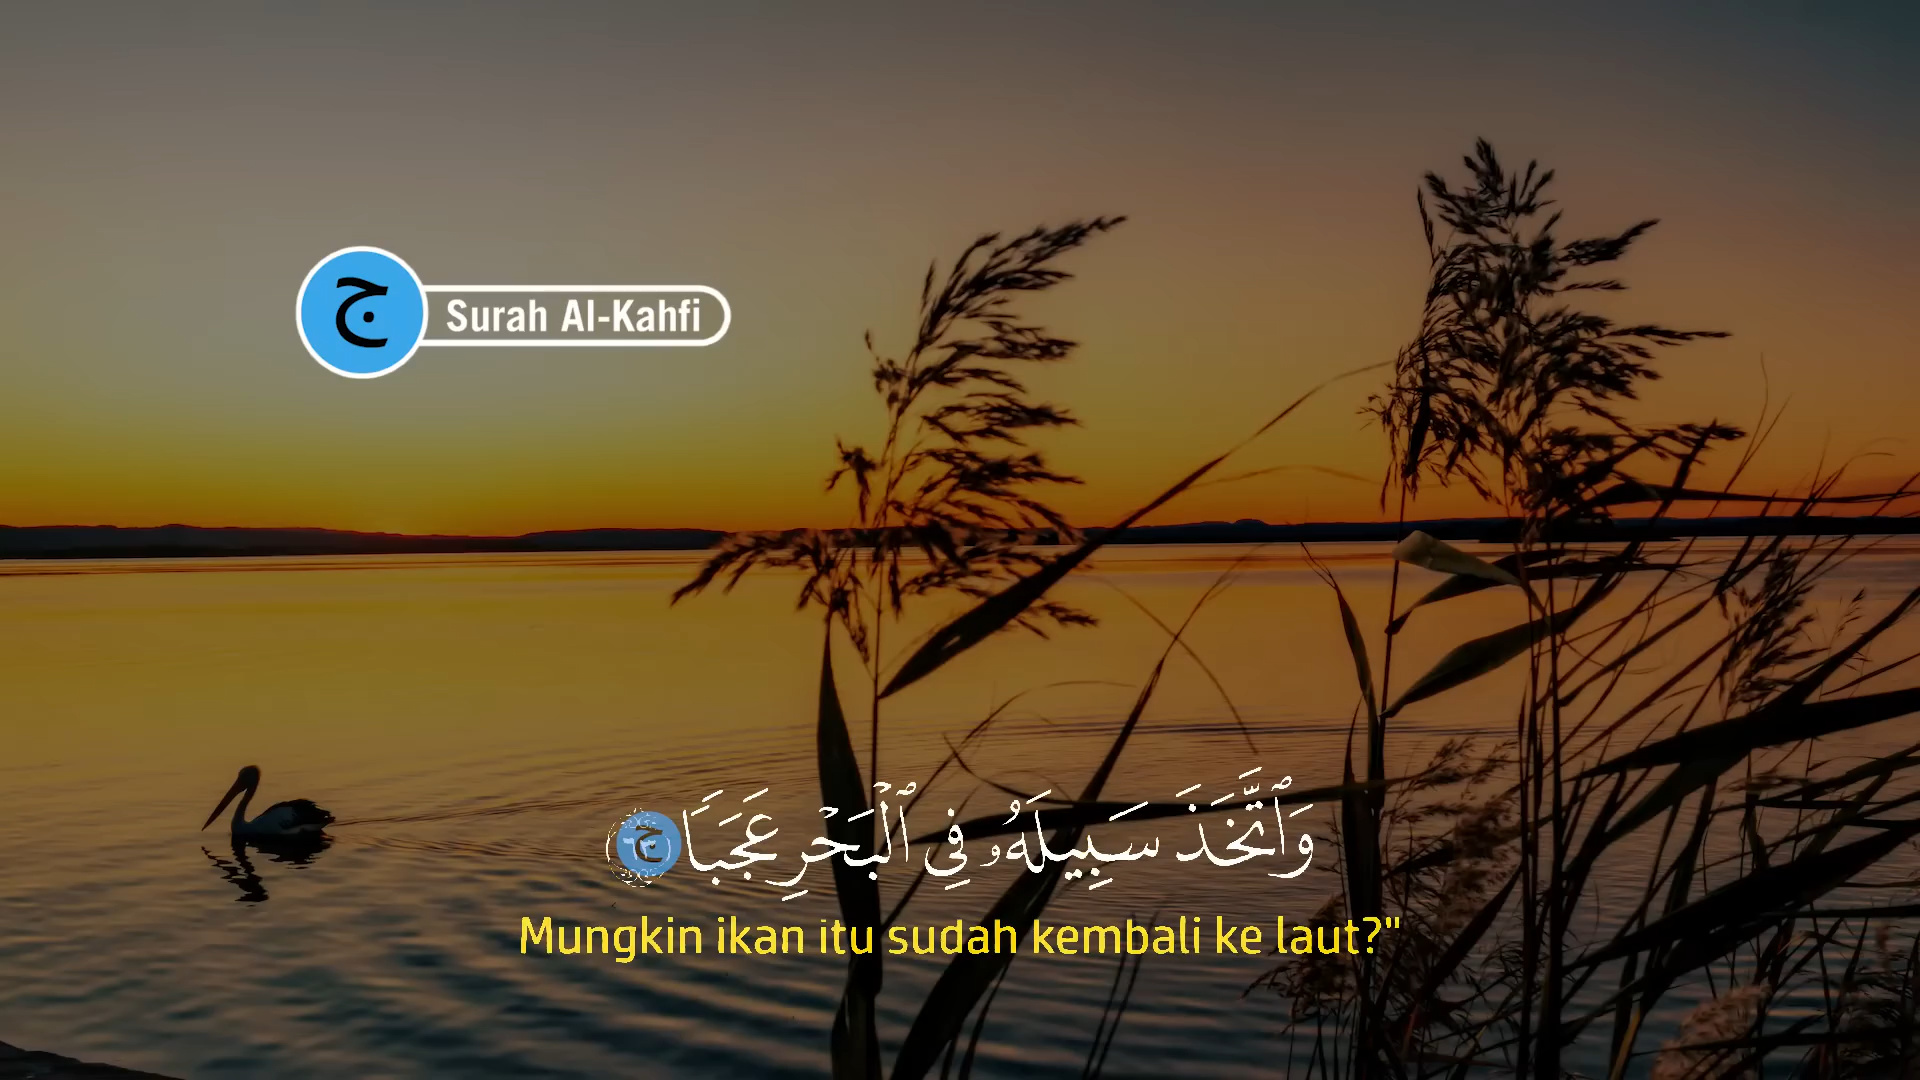 ج
Surah Al-Kahfi
وَٱتَّخَذَ سَبِيلَهُۥ فِى ٱلْبَحْرِ عَجَبًا
Mungkin ikan itu sudah kembali ke laut?"